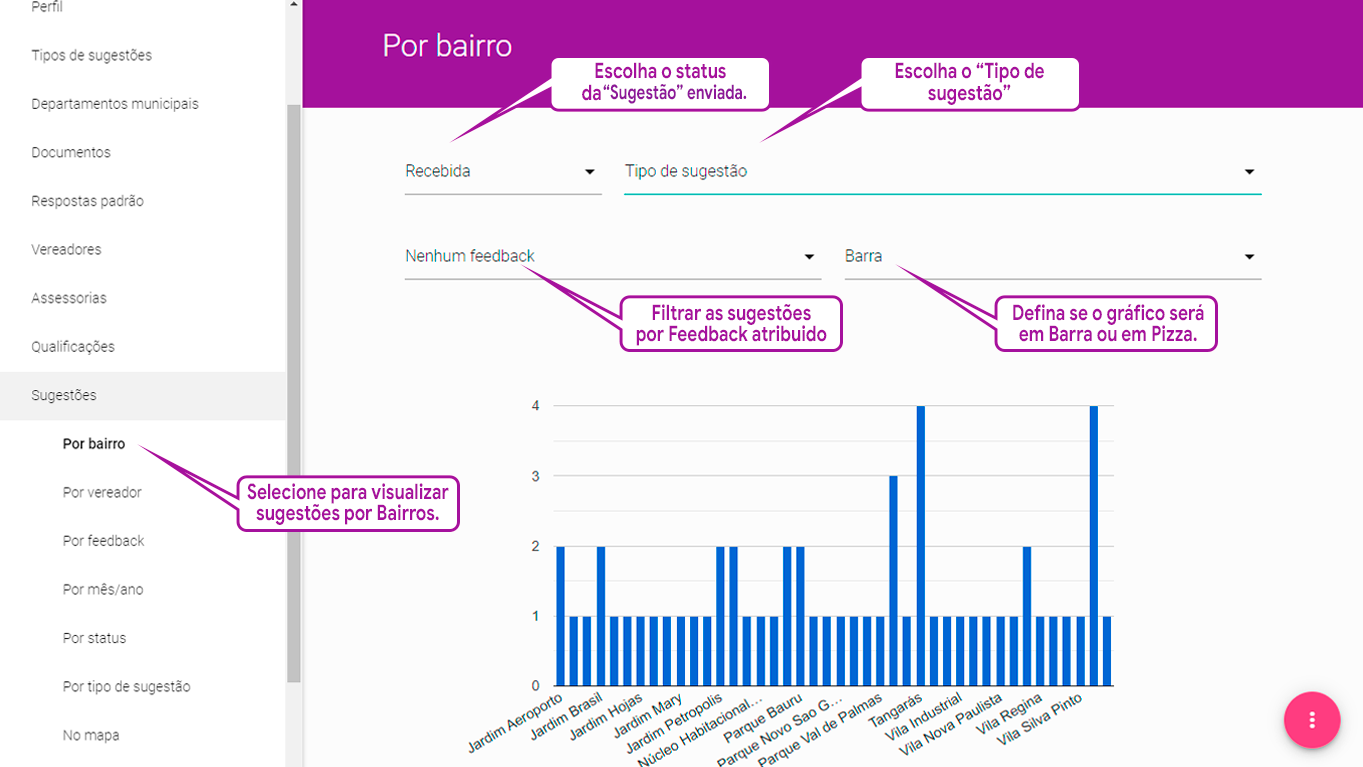 Perfil
Tipos de sugestões
Departamentos municipais
Documentos
Respostas padrão
Vereadores
Assessorias
Qualificações
Sugestões
Por bairro
Por vereador
Por feedback
Por mês/ano
Por status
Por tipo de sugestão
No mapa
Selecione para visualizar
sugestões por Bairros.
Por bairro
Escolha o status
da“Sugestão” enviada.
Escolha o “Tipo de
sugestão”
Recebida
Tipo de sugestão
Nenhum feedback
Barra
Filtrar as sugestões
por Feedback atribuido
Defina se o gráfico será
em Barra ou em Pizza.
4
3
2
1
0
Jardim Aeroporto
Jardim Brasil
Jardim Hojas
Jardim Mary
Jardim Petropolis
Núcleo Habitacional...
Parque Bauru
Parque Novo Sao G...
Parque Val de Palmas
Tangarás
Vila Industrial
Vila Nova Paulista
Vila Regina
Vila Silva Pinto